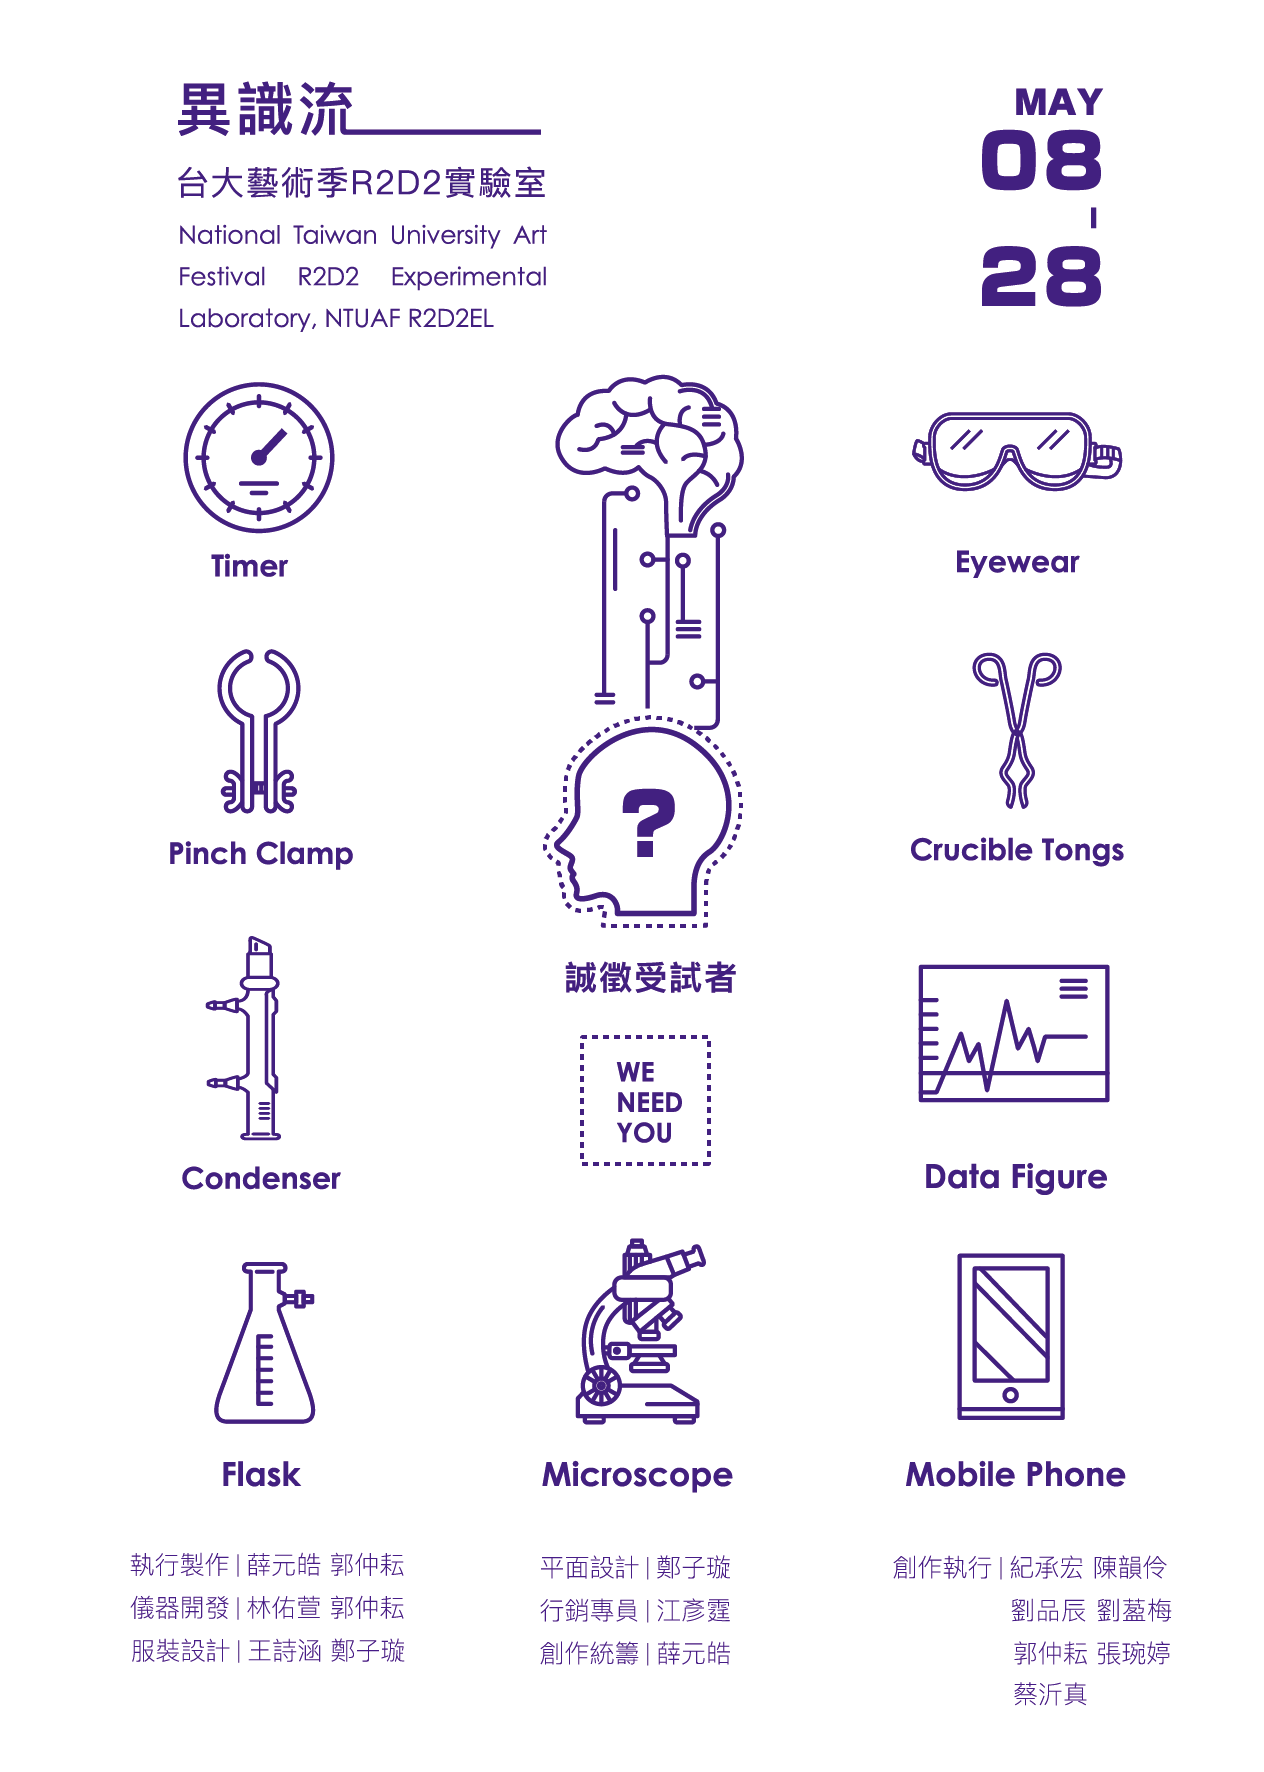 異識流
台大藝術季R2D2實驗室
National Taiwan University Art
Festival R2D2 Experimental
Laboratory, NTUAF R2D2EL
MAY
08
-
28
Timer
Eyewear
Pinch Clamp
?
Crucible Tongs
誠徵受試者
WE
NEED
YOU
Condenser
Data Figure
Flask
Microscope
Mobile Phone
執行製作|薛元皓 郭仲耘
儀器開發|林佑萱 郭仲耘
服裝設計|王詩涵 鄭子璇
平面設計|鄭子璇
行銷專員|江彥霆
創作統籌|薛元皓
創作執行|紀承宏 陳韻伶
劉品辰 劉蓋梅
郭仲耘 張琬婷
蔡沂真